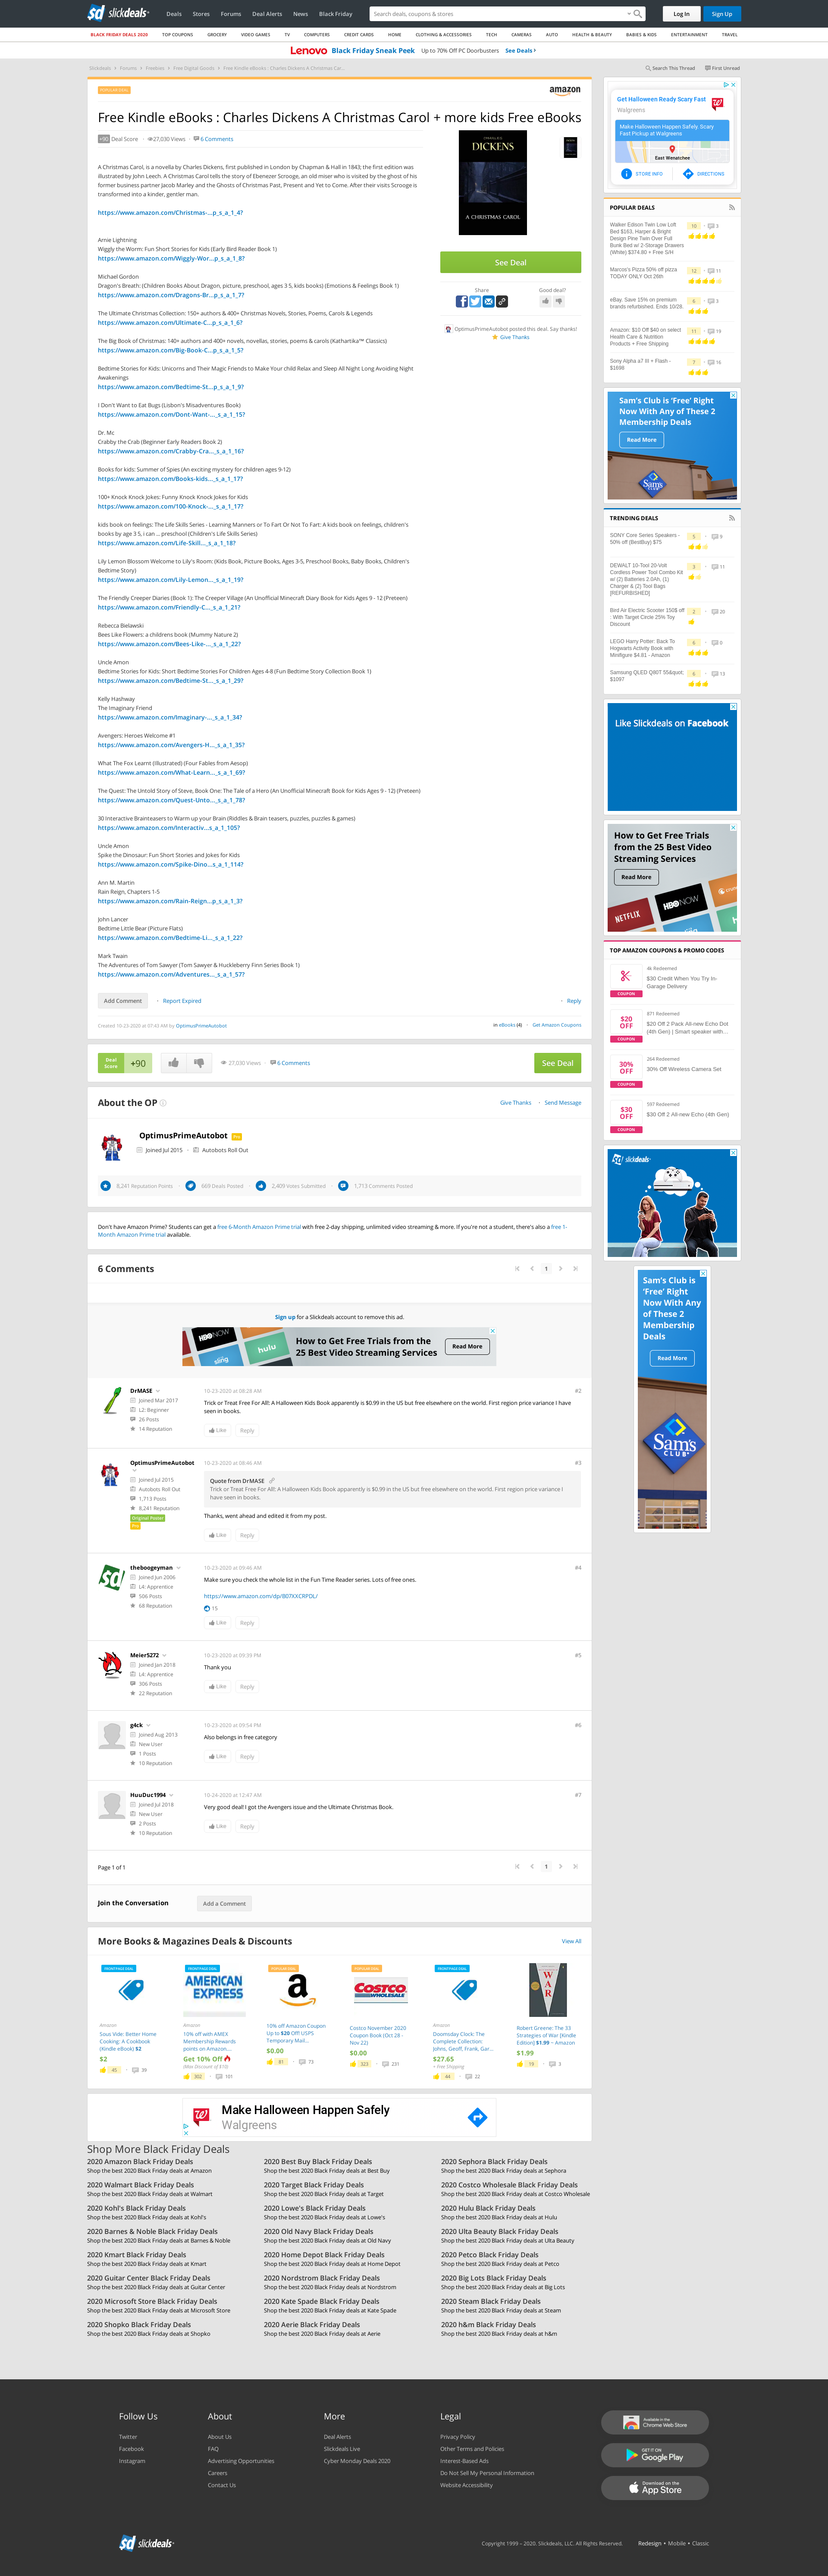 slickdeals
Deals Stores Forums Deal Alerts News Black Friday
Search deals, coupons & stores
Log In Sign Up
BLACK FRIDAY DEALS 2020 TOP COUPONS GROCERY VIDEO GAMES TV COMPUTERS CREDIT CARDS HOME CLOTHING & ACCESSORIES TECH CAMERAS AUTO HEALTH & BEAUTY BABIES & KIDS ENTERTAINMENT TRAVEL
Lenovo Black Friday Sneak Peek Up to 70% Off PC Doorbusters See Deals ›
Slickdeals › Forums › Freebies › Free Digital Goods › Free Kindle eBooks : Charles Dickens A Christmas Car...
Search This Thread First Unread
POPULAR DEAL
amazon
Free Kindle eBooks : Charles Dickens A Christmas Carol + more kids Free eBooks
+90 Deal Score 27,030 Views 6 Comments
A Christmas Carol, is a novella by Charles Dickens, first published in London by Chapman & Hall in 1843; the first edition was
illustrated by John Leech. A Christmas Carol tells the story of Ebenezer Scrooge, an old miser who is visited by the ghost of his
former business partner Jacob Marley and the Ghosts of Christmas Past, Present and Yet to Come. After their visits Scrooge is
transformed into a kinder, gentler man.
https://www.amazon.com/Christmas-...p_s_a_1_4?
Arnie Lightning
Wiggly the Worm: Fun Short Stories for Kids (Early Bird Reader Book 1)
https://www.amazon.com/Wiggly-Wor...p_s_a_1_8?
Michael Gordon
Dragon's Breath: (Children Books About Dragon, picture, preschool, ages 3 5, kids books) (Emotions & Feelings Book 1)
https://www.amazon.com/Dragons-Br...p_s_a_1_7?
The Ultimate Christmas Collection: 150+ authors & 400+ Christmas Novels, Stories, Poems, Carols & Legends
https://www.amazon.com/Ultimate-C...p_s_a_1_6?
The Big Book of Christmas: 140+ authors and 400+ novels, novellas, stories, poems & carols (Kathartika™ Classics)
https://www.amazon.com/Big-Book-C...p_s_a_1_5?
Bedtime Stories for Kids: Unicorns and Their Magic Friends to Make Your child Relax and Sleep All Night Long Avoiding Night
Awakenings
https://www.amazon.com/Bedtime-St...p_s_a_1_9?
I Don't Want to Eat Bugs (Lisbon's Misadventures Book)
https://www.amazon.com/Dont-Want-..._s_a_1_15?
Dr. Mc
Crabby the Crab (Beginner Early Readers Book 2)
https://www.amazon.com/Crabby-Cra..._s_a_1_16?
Books for kids: Summer of Spies (An exciting mystery for children ages 9-12)
https://www.amazon.com/Books-kids..._s_a_1_17?
100+ Knock Knock Jokes: Funny Knock Knock Jokes for Kids
https://www.amazon.com/100-Knock-..._s_a_1_17?
kids book on feelings: The Life Skills Series - Learning Manners or To Fart Or Not To Fart: A kids book on feelings, children's
books by age 3 5, i can ... preschool (Children's Life Skills Series)
https://www.amazon.com/Life-Skill..._s_a_1_18?
Lily Lemon Blossom Welcome to Lily's Room: (Kids Book, Picture Books, Ages 3-5, Preschool Books, Baby Books, Children's
Bedtime Story)
https://www.amazon.com/Lily-Lemon..._s_a_1_19?
The Friendly Creeper Diaries (Book 1): The Creeper Village (An Unofficial Minecraft Diary Book for Kids Ages 9 - 12 (Preteen)
https://www.amazon.com/Friendly-C..._s_a_1_21?
Rebecca Bielawski
Bees Like Flowers: a childrens book (Mummy Nature 2)
https://www.amazon.com/Bees-Like-..._s_a_1_22?
Uncle Amon
Bedtime Stories for Kids: Short Bedtime Stories For Children Ages 4-8 (Fun Bedtime Story Collection Book 1)
https://www.amazon.com/Bedtime-St..._s_a_1_29?
Kelly Hashway
The Imaginary Friend
https://www.amazon.com/Imaginary-..._s_a_1_34?
Avengers: Heroes Welcome #1
https://www.amazon.com/Avengers-H..._s_a_1_35?
What The Fox Learnt (Illustrated) (Four Fables from Aesop)
https://www.amazon.com/What-Learn..._s_a_1_69?
The Quest: The Untold Story of Steve, Book One: The Tale of a Hero (An Unofficial Minecraft Book for Kids Ages 9 - 12) (Preteen)
https://www.amazon.com/Quest-Unto..._s_a_1_78?
30 Interactive Brainteasers to Warm up your Brain (Riddles & Brain teasers, puzzles, puzzles & games)
https://www.amazon.com/Interactiv...s_a_1_105?
Uncle Amon
Spike the Dinosaur: Fun Short Stories and Jokes for Kids
https://www.amazon.com/Spike-Dino...s_a_1_114?
Ann M. Martin
Rain Reign, Chapters 1-5
https://www.amazon.com/Rain-Reign...p_s_a_1_3?
John Lancer
Bedtime Little Bear (Picture Flats)
https://www.amazon.com/Bedtime-Li..._s_a_1_22?
Mark Twain
The Adventures of Tom Sawyer (Tom Sawyer & Huckleberry Finn Series Book 1)
https://www.amazon.com/Adventures..._s_a_1_57?
DICKENS
A CHRISTMAS CAROL
See Deal
Share Good deal?
OptimusPrimeAutobot posted this deal. Say thanks!
Give Thanks
Add Comment Report Expired Reply
Created 10-23-2020 at 07:43 AM by OptimusPrimeAutobot
in eBooks (4) Get Amazon Coupons
Deal Score +90 27,030 Views 6 Comments See Deal
About the OP
Give Thanks Send Message
OptimusPrimeAutobot Pro
Joined Jul 2015 Autobots Roll Out
8,241 Reputation Points 669 Deals Posted 2,409 Votes Submitted 1,713 Comments Posted
Don't have Amazon Prime? Students can get a free 6-Month Amazon Prime trial with free 2-day shipping, unlimited video streaming & more. If you're not a student, there's also a free 1-
Month Amazon Prime trial available.
6 Comments
1
Sign up for a Slickdeals account to remove this ad.
HBO NOW sling hulu
How to Get Free Trials from the
25 Best Video Streaming Services
Read More
DrMASE
Joined Mar 2017
L2: Beginner
26 Posts
14 Reputation
10-23-2020 at 08:28 AM #2
Trick or Treat Free For All!: A Halloween Kids Book apparently is $0.99 in the US but free elsewhere on the world. First region price variance I have
seen in books.
Like Reply
OptimusPrimeAutobot
Joined Jul 2015
Autobots Roll Out
1,713 Posts
8,241 Reputation
Original Poster
Pro
10-23-2020 at 08:46 AM #3
Quote from DrMASE
Trick or Treat Free For All!: A Halloween Kids Book apparently is $0.99 in the US but free elsewhere on the world. First region price variance I
have seen in books.
Thanks, went ahead and edited it from my post.
Like Reply
theboogeyman
Joined Jun 2006
L4: Apprentice
506 Posts
68 Reputation
10-23-2020 at 09:46 AM #4
Make sure you check the whole list in the Fun Time Reader series. Lots of free ones.
https://www.amazon.com/dp/B07XXCRPDL/
15
Like Reply
Meier5272
Joined Jan 2018
L4: Apprentice
306 Posts
22 Reputation
10-23-2020 at 09:39 PM #5
Thank you
Like Reply
g4ck
Joined Aug 2013
New User
1 Posts
10 Reputation
10-23-2020 at 09:54 PM #6
Also belongs in free category
Like Reply
HuuDuc1994
Joined Jul 2018
New User
2 Posts
10 Reputation
10-24-2020 at 12:47 AM #7
Very good deal! I got the Avengers issue and the Ultimate Christmas Book.
Like Reply
Page 1 of 1
1
Join the Conversation Add a Comment
More Books & Magazines Deals & Discounts View All
FRONTPAGE DEAL
Amazon
Sous Vide: Better Home
Cooking: A Cookbook
(Kindle eBook) $2
$2
45 39
FRONTPAGE DEAL
AMERICAN EXPRESS
Amazon
10% off with AMEX
Membership Rewards
points on Amazon....
Get 10% Off
(Max Discount of $10)
302 101
POPULAR DEAL
10% off Amazon Coupon
Up to $20 Off! USPS
Temporary Mail...
$0.00
81 73
POPULAR DEAL
COSTCO WHOLESALE
Costco November 2020
Coupon Book (Oct 28 -
Nov 22)
$0.00
323 231
FRONTPAGE DEAL
Amazon
Doomsday Clock: The
Complete Collection:
Johns, Geoff, Frank, Gar...
$27.65
+ Free Shipping
44 22
WAR
Robert Greene: The 33
Strategies of War [Kindle
Edition] $1.99 ~ Amazon
$1.99
19 3
Make Halloween Happen Safely
Walgreens
Get Halloween Ready Scary Fast
Walgreens
Make Halloween Happen Safely. Scary
Fast Pickup at Walgreens
East Wenatchee
STORE INFO DIRECTIONS
POPULAR DEALS
Walker Edison Twin Low Loft
Bed $163, Harper & Bright
Design Pine Twin Over Full
Bunk Bed w/ 2-Storage Drawers
(White) $374.80 + Free S/H
10 3
Marcos's Pizza 50% off pizza
TODAY ONLY Oct 26th
12 11
eBay. Save 15% on premium
brands refurbished. Ends 10/28
6 3
Amazon: $10 Off $40 on select
Health Care & Nutrition
Products + Free Shipping
11 19
Sony Alpha a7 III + Flash -
$1698
7 16
Sam's Club is 'Free' Right
Now With Any of These 2
Membership Deals
Read More
TRENDING DEALS
SONY Core Series Speakers -
50% off (BestBuy) $75
5 9
DEWALT 10-Tool 20-Volt
Cordless Power Tool Combo Kit
w/ (2) Batteries 2.0Ah, (1)
Charger & (2) Tool Bags
[REFURBISHED]
3 11
Bird Air Electric Scooter 150$ off
: With Target Circle 25% Toy
Discount
2 20
LEGO Harry Potter: Back To
Hogwarts Activity Book with
Minifigure $4.81 - Amazon
6 0
Samsung QLED Q80T 55&quot;
$1097
6 13
Like Slickdeals on Facebook
How to Get Free Trials
from the 25 Best Video
Streaming Services
Read More
NETFLIX HBO NOW
TOP AMAZON COUPONS & PROMO CODES
COUPON
4k Redeemed
$30 Credit When You Try In-
Garage Delivery
$20 OFF COUPON
871 Redeemed
$20 Off 2 Pack All-new Echo Dot
(4th Gen) | Smart speaker with...
30% OFF COUPON
264 Redeemed
30% Off Wireless Camera Set
$30 OFF COUPON
597 Redeemed
$30 Off 2 All-new Echo (4th Gen)
slickdeals
Sam's Club is
'Free' Right
Now With Any
of These 2
Membership
Deals
Read More
Sam's CLUB
Shop More Black Friday Deals
2020 Amazon Black Friday Deals
Shop the best 2020 Black Friday deals at Amazon
2020 Best Buy Black Friday Deals
Shop the best 2020 Black Friday deals at Best Buy
2020 Sephora Black Friday Deals
Shop the best 2020 Black Friday deals at Sephora
2020 Walmart Black Friday Deals
Shop the best 2020 Black Friday deals at Walmart
2020 Target Black Friday Deals
Shop the best 2020 Black Friday deals at Target
2020 Costco Wholesale Black Friday Deals
Shop the best 2020 Black Friday deals at Costco Wholesale
2020 Kohl's Black Friday Deals
Shop the best 2020 Black Friday deals at Kohl's
2020 Lowe's Black Friday Deals
Shop the best 2020 Black Friday deals at Lowe's
2020 Hulu Black Friday Deals
Shop the best 2020 Black Friday deals at Hulu
2020 Barnes & Noble Black Friday Deals
Shop the best 2020 Black Friday deals at Barnes & Noble
2020 Old Navy Black Friday Deals
Shop the best 2020 Black Friday deals at Old Navy
2020 Ulta Beauty Black Friday Deals
Shop the best 2020 Black Friday deals at Ulta Beauty
2020 Kmart Black Friday Deals
Shop the best 2020 Black Friday deals at Kmart
2020 Home Depot Black Friday Deals
Shop the best 2020 Black Friday deals at Home Depot
2020 Petco Black Friday Deals
Shop the best 2020 Black Friday deals at Petco
2020 Guitar Center Black Friday Deals
Shop the best 2020 Black Friday deals at Guitar Center
2020 Nordstrom Black Friday Deals
Shop the best 2020 Black Friday deals at Nordstrom
2020 Big Lots Black Friday Deals
Shop the best 2020 Black Friday deals at Big Lots
2020 Microsoft Store Black Friday Deals
Shop the best 2020 Black Friday deals at Microsoft Store
2020 Kate Spade Black Friday Deals
Shop the best 2020 Black Friday deals at Kate Spade
2020 Steam Black Friday Deals
Shop the best 2020 Black Friday deals at Steam
2020 Shopko Black Friday Deals
Shop the best 2020 Black Friday deals at Shopko
2020 Aerie Black Friday Deals
Shop the best 2020 Black Friday deals at Aerie
2020 h&m Black Friday Deals
Shop the best 2020 Black Friday deals at h&m
Follow Us
Twitter
Facebook
Instagram
About
About Us
FAQ
Advertising Opportunities
Careers
Contact Us
More
Deal Alerts
Slickdeals Live
Cyber Monday Deals 2020
Legal
Privacy Policy
Other Terms and Policies
Interest-Based Ads
Do Not Sell My Personal Information
Website Accessibility
Available in the
Chrome Web Store
GET IT ON
Google Play
Download on the
App Store
slickdeals
Copyright 1999 – 2020. Slickdeals, LLC. All Rights Reserved. Redesign • Mobile • Classic